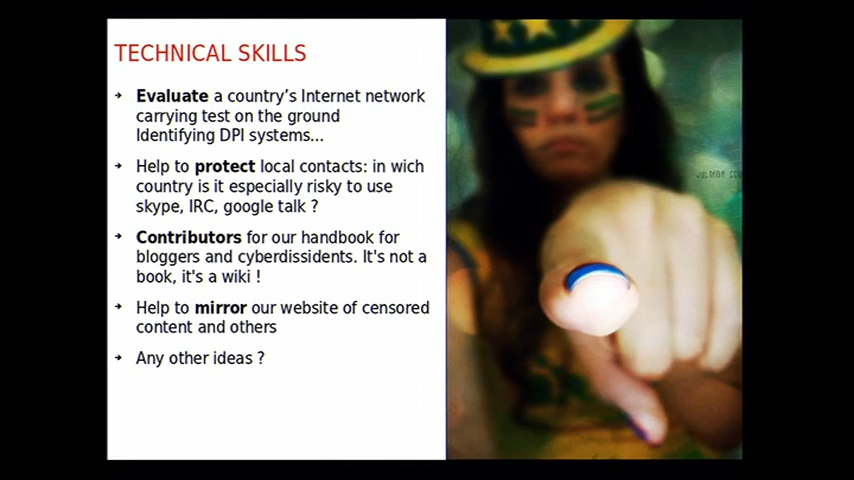 TECHNICAL SKILLS
Evaluate a country’s Internet network
carrying test on the ground
Identifying DPI systems...
Help to protect local contacts: in wich
country is it especially risky to use
skype, IRC, google talk ?
Contributors for our handbook for
bloggers and cyberdissidents. It's not a
book, it's a wiki !
Help to mirror our website of censored
content and others
Any other ideas ?